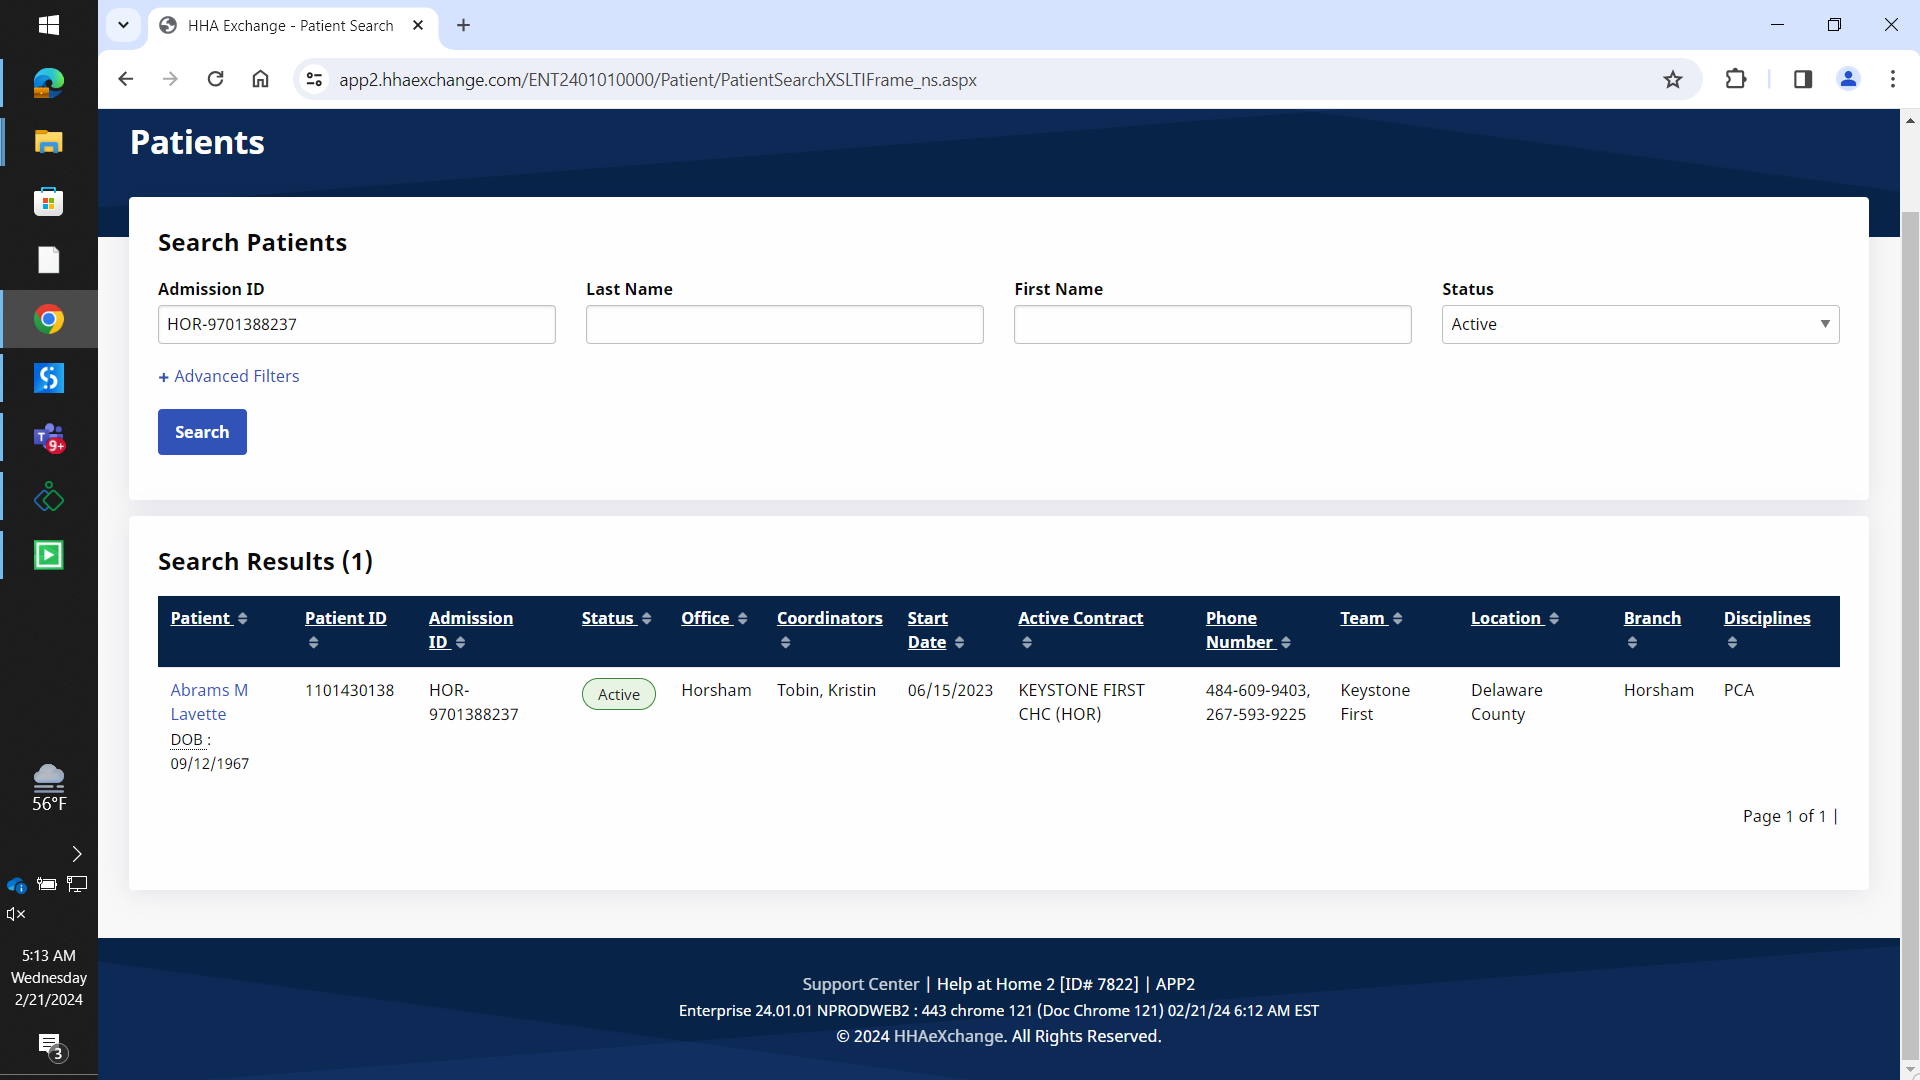 HHA Exchange - Patient Search
app2.hhaexchange.com/ENT2401010000/Patient/PatientSearchXSLTIFrame_ns.aspx
Patients
Search Patients
Admission ID
Last Name
First Name
Status
HOR-9701388237
Active
+ Advanced Filters
Search
Search Results (1)
Patient
Patient ID
Admission ID
Status
Office
Coordinators
Start Date
Active Contract
Phone Number
Team
Location
Branch
Disciplines
Abrams M Lavette
DOB :
09/12/1967
1101430138
HOR-9701388237
Active
Horsham
Tobin, Kristin
06/15/2023
KEYSTONE FIRST CHC (HOR)
484-609-9403,
267-593-9225
Keystone First
Delaware County
Horsham
PCA
Page 1 of 1 |
Support Center | Help at Home 2 [ID# 7822] | APP2
Enterprise 24.01.01 NPRODWEB2 : 443 chrome 121 (Doc Chrome 121) 02/21/24 6:12 AM EST
© 2024 HHAeXchange. All Rights Reserved.
T
9+
56°F
5:13 AM
Wednesday
2/21/2024
3